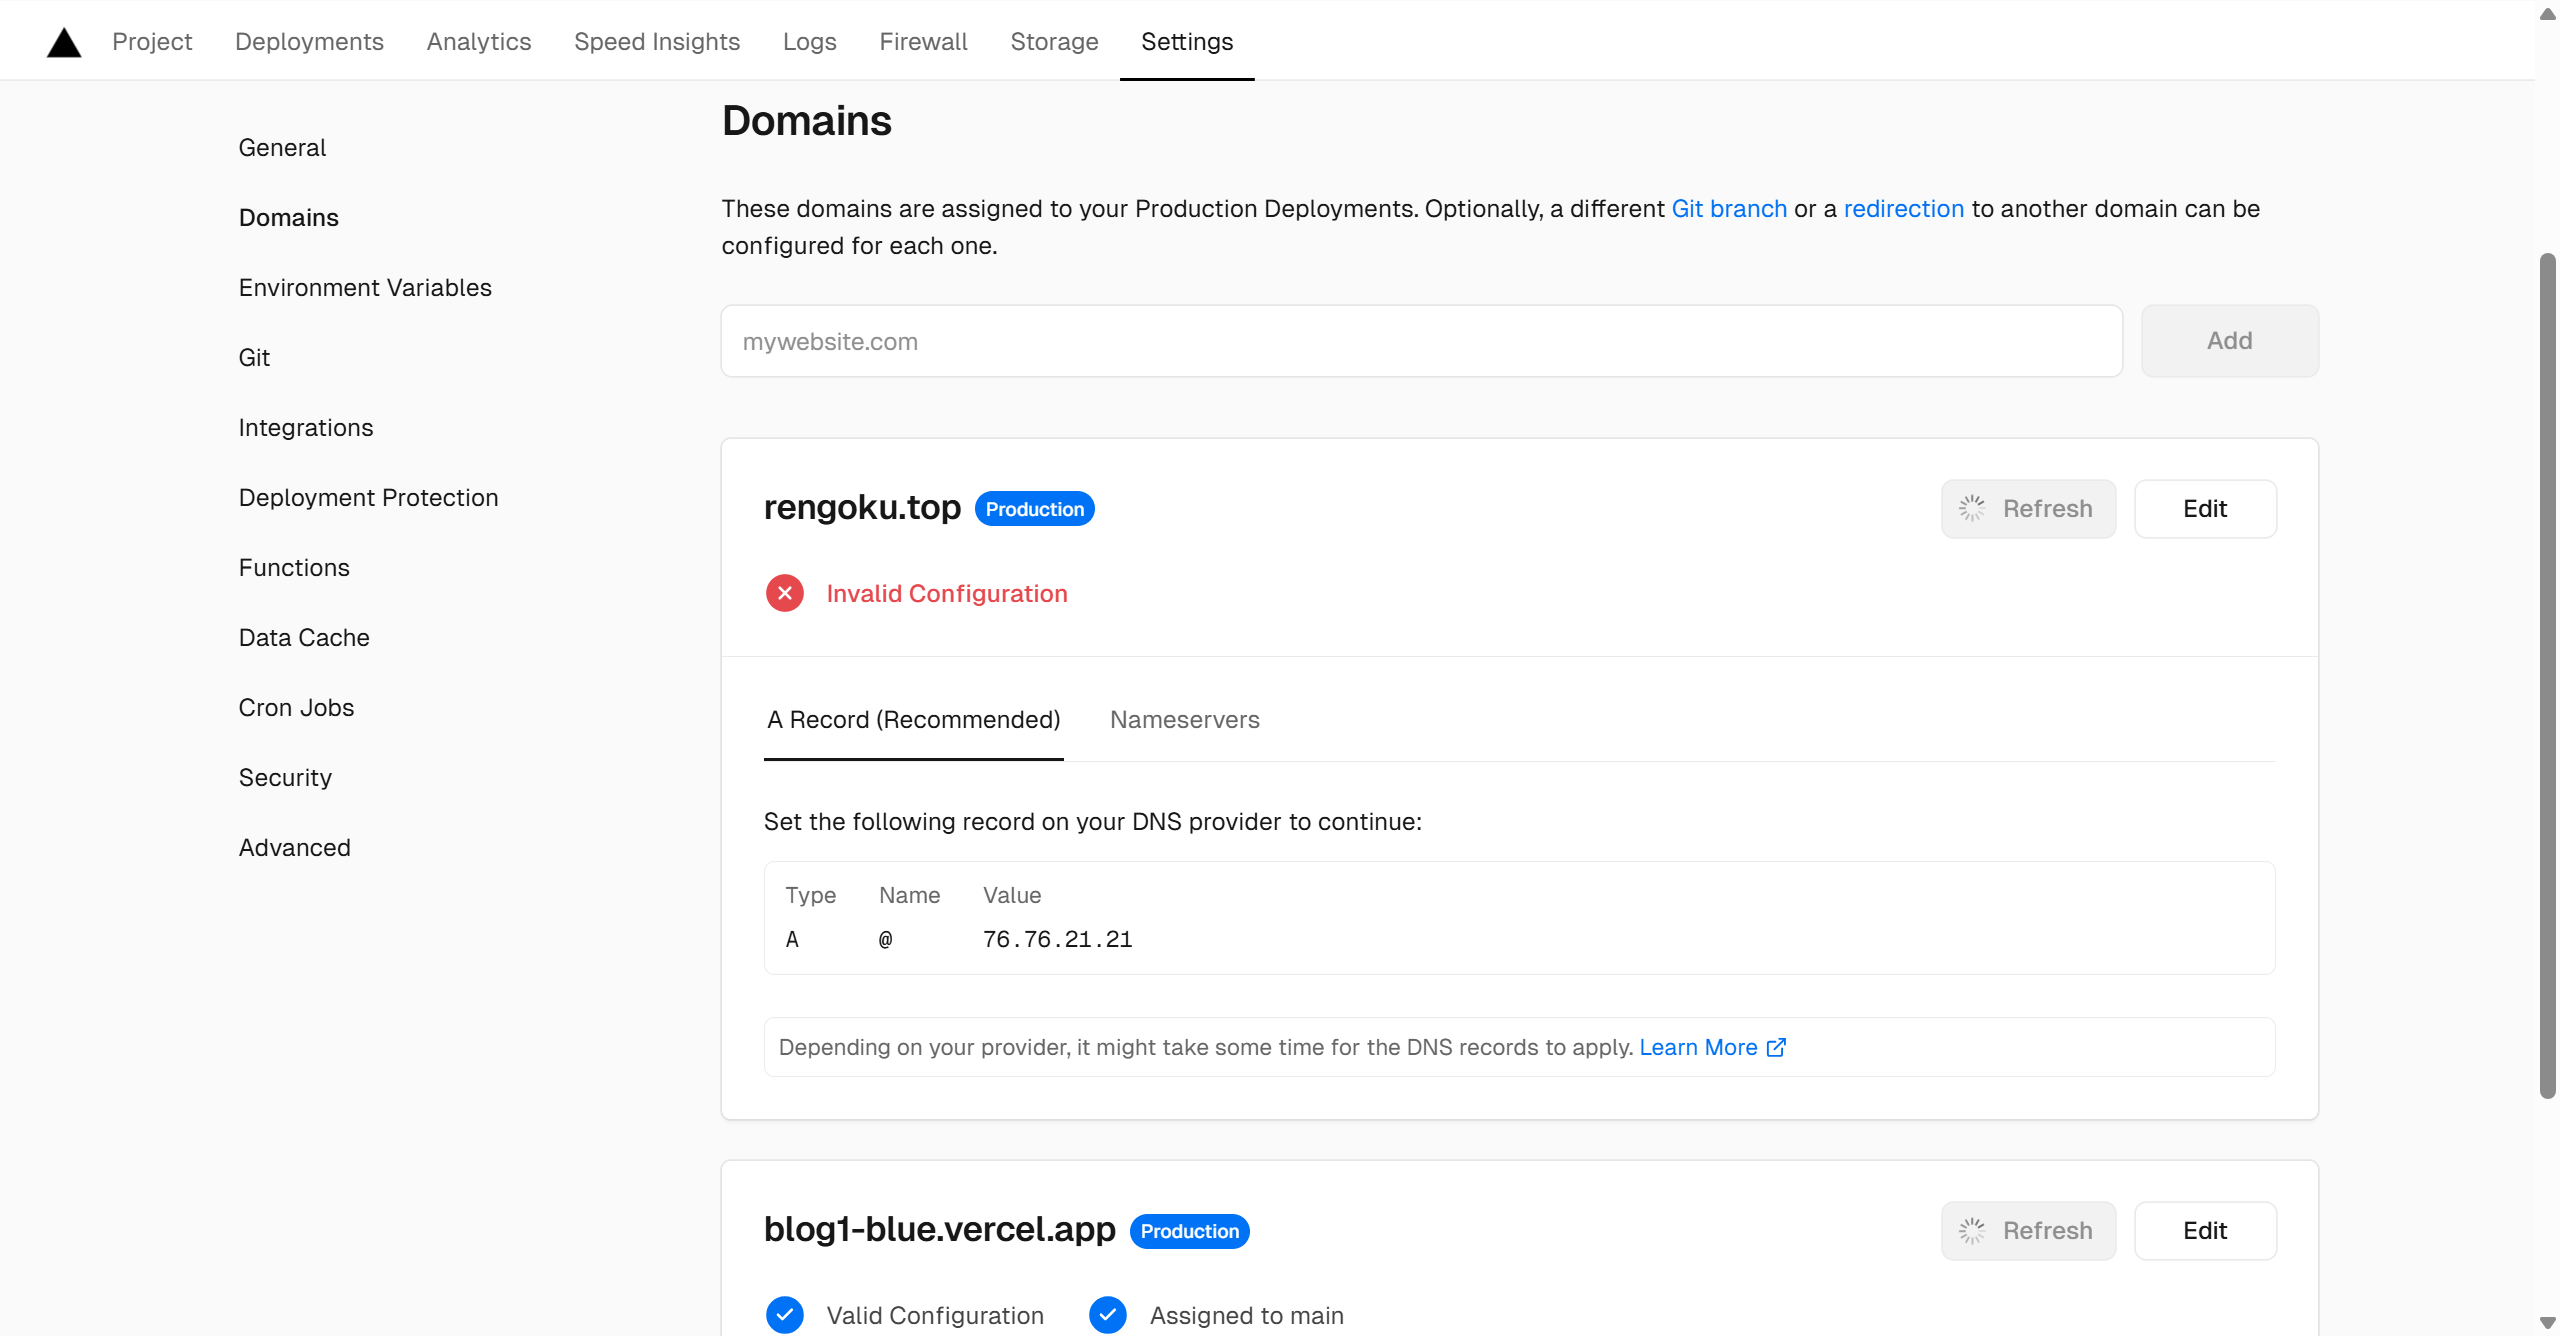 Project Deployments Analytics Speed Insights Logs Firewall Storage Settings
General
Domains
Environment Variables
Git
Integrations
Deployment Protection
Functions
Data Cache
Cron Jobs
Security
Advanced
Domains
These domains are assigned to your Production Deployments. Optionally, a different Git branch or a redirection to another domain can be
configured for each one.
mywebsite.com Add
rengoku.top Production Refresh Edit
Invalid Configuration
A Record (Recommended) Nameservers
Set the following record on your DNS provider to continue:
Type Name Value
A @ 76.76.21.21
Depending on your provider, it might take some time for the DNS records to apply. Learn More
blog1-blue.vercel.app Production Refresh Edit
Valid Configuration Assigned to main